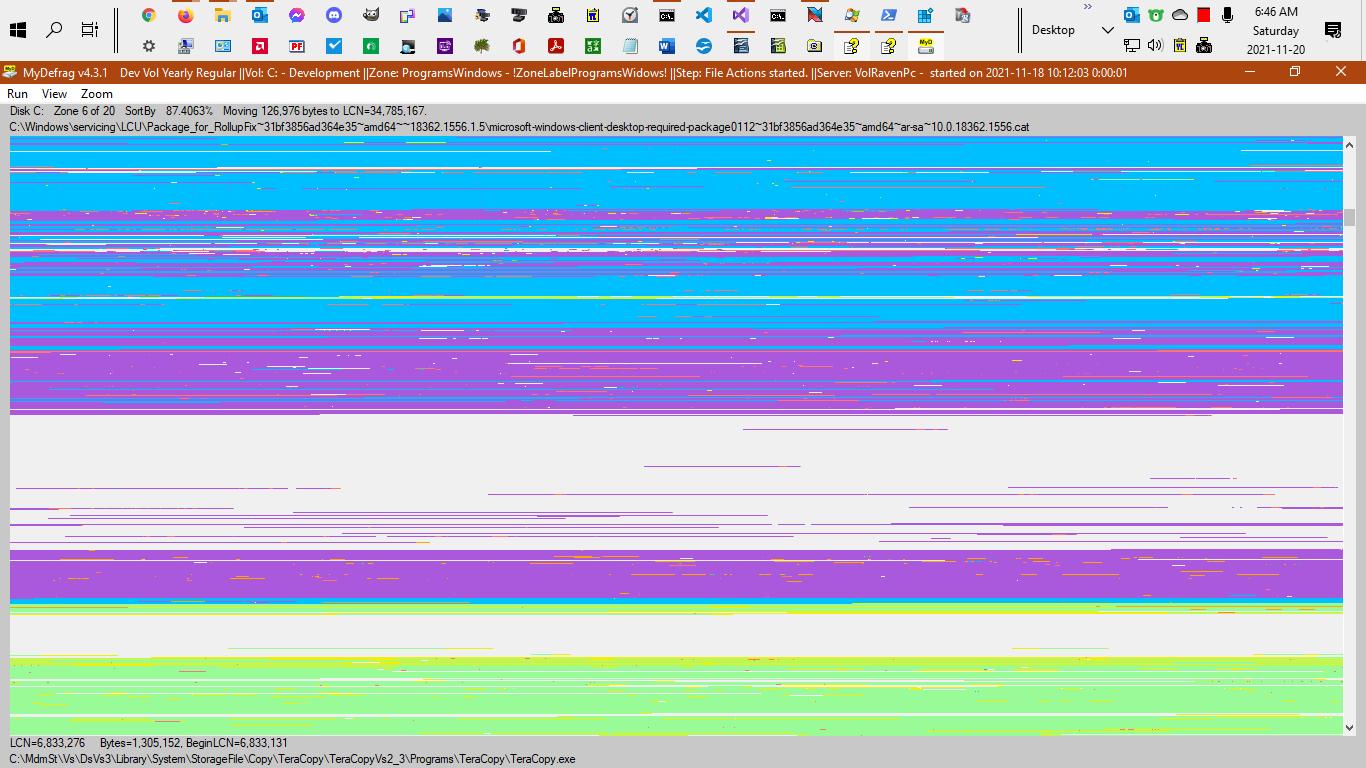 6:46 AM
Desktop
Saturday
2021-11-20
MyDefrag v4.3.1 Dev Vol Yearly Regular ||Vol: C: - Development ||Zone: ProgramsWindows - !ZoneLabelProgramsWindows! ||Step: File Actions started. ||Server: VolRavenPc - started on 2021-11-18 10:12:03 0:00:01
Run View Zoom
Disk C: Zone 6 of 20 SortBy 87.4063% Moving 126,976 bytes to LCN=34,785,167.
C:\Windows\servicing\LCU\Package_for_RollupFix~31bf3856ad364e35~amd64~~18362.1556.1.5\microsoft-windows-client-desktop-required-package0112~31bf3856ad364e35~amd64~ar-sa~10.0.18362.1556.cat
LCN=6,833,276 Bytes=1,305,152, BeginLCN=6,833,131
C:\MdmSt\Vs\DsVs3\Library\System\StorageFile\Copy\TeraCopy\TeraCopyVs2_3\Programs\TeraCopy\TeraCopy.exe